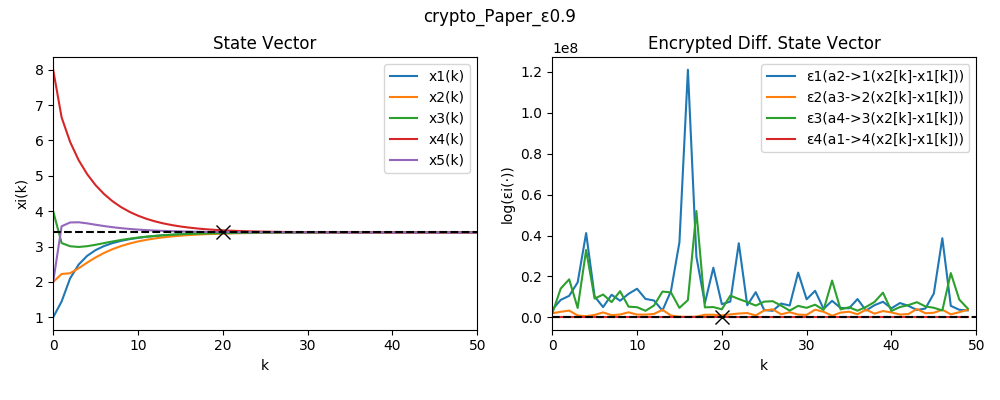 crypto_Paper_ε0.9
State Vector
8
7
6
5
4
3
2
1
xi(k)
0
10
20
30
40
50
k
x1(k)
x2(k)
x3(k)
x4(k)
x5(k)
Encrypted Diff. State Vector
1e8
1.2
1.0
0.8
0.6
0.4
0.2
0.0
log(εi(·))
0
10
20
30
40
50
k
ε1(a2->1(x2[k]-x1[k]))
ε2(a3->2(x2[k]-x1[k]))
ε3(a4->3(x2[k]-x1[k]))
ε4(a1->4(x2[k]-x1[k]))